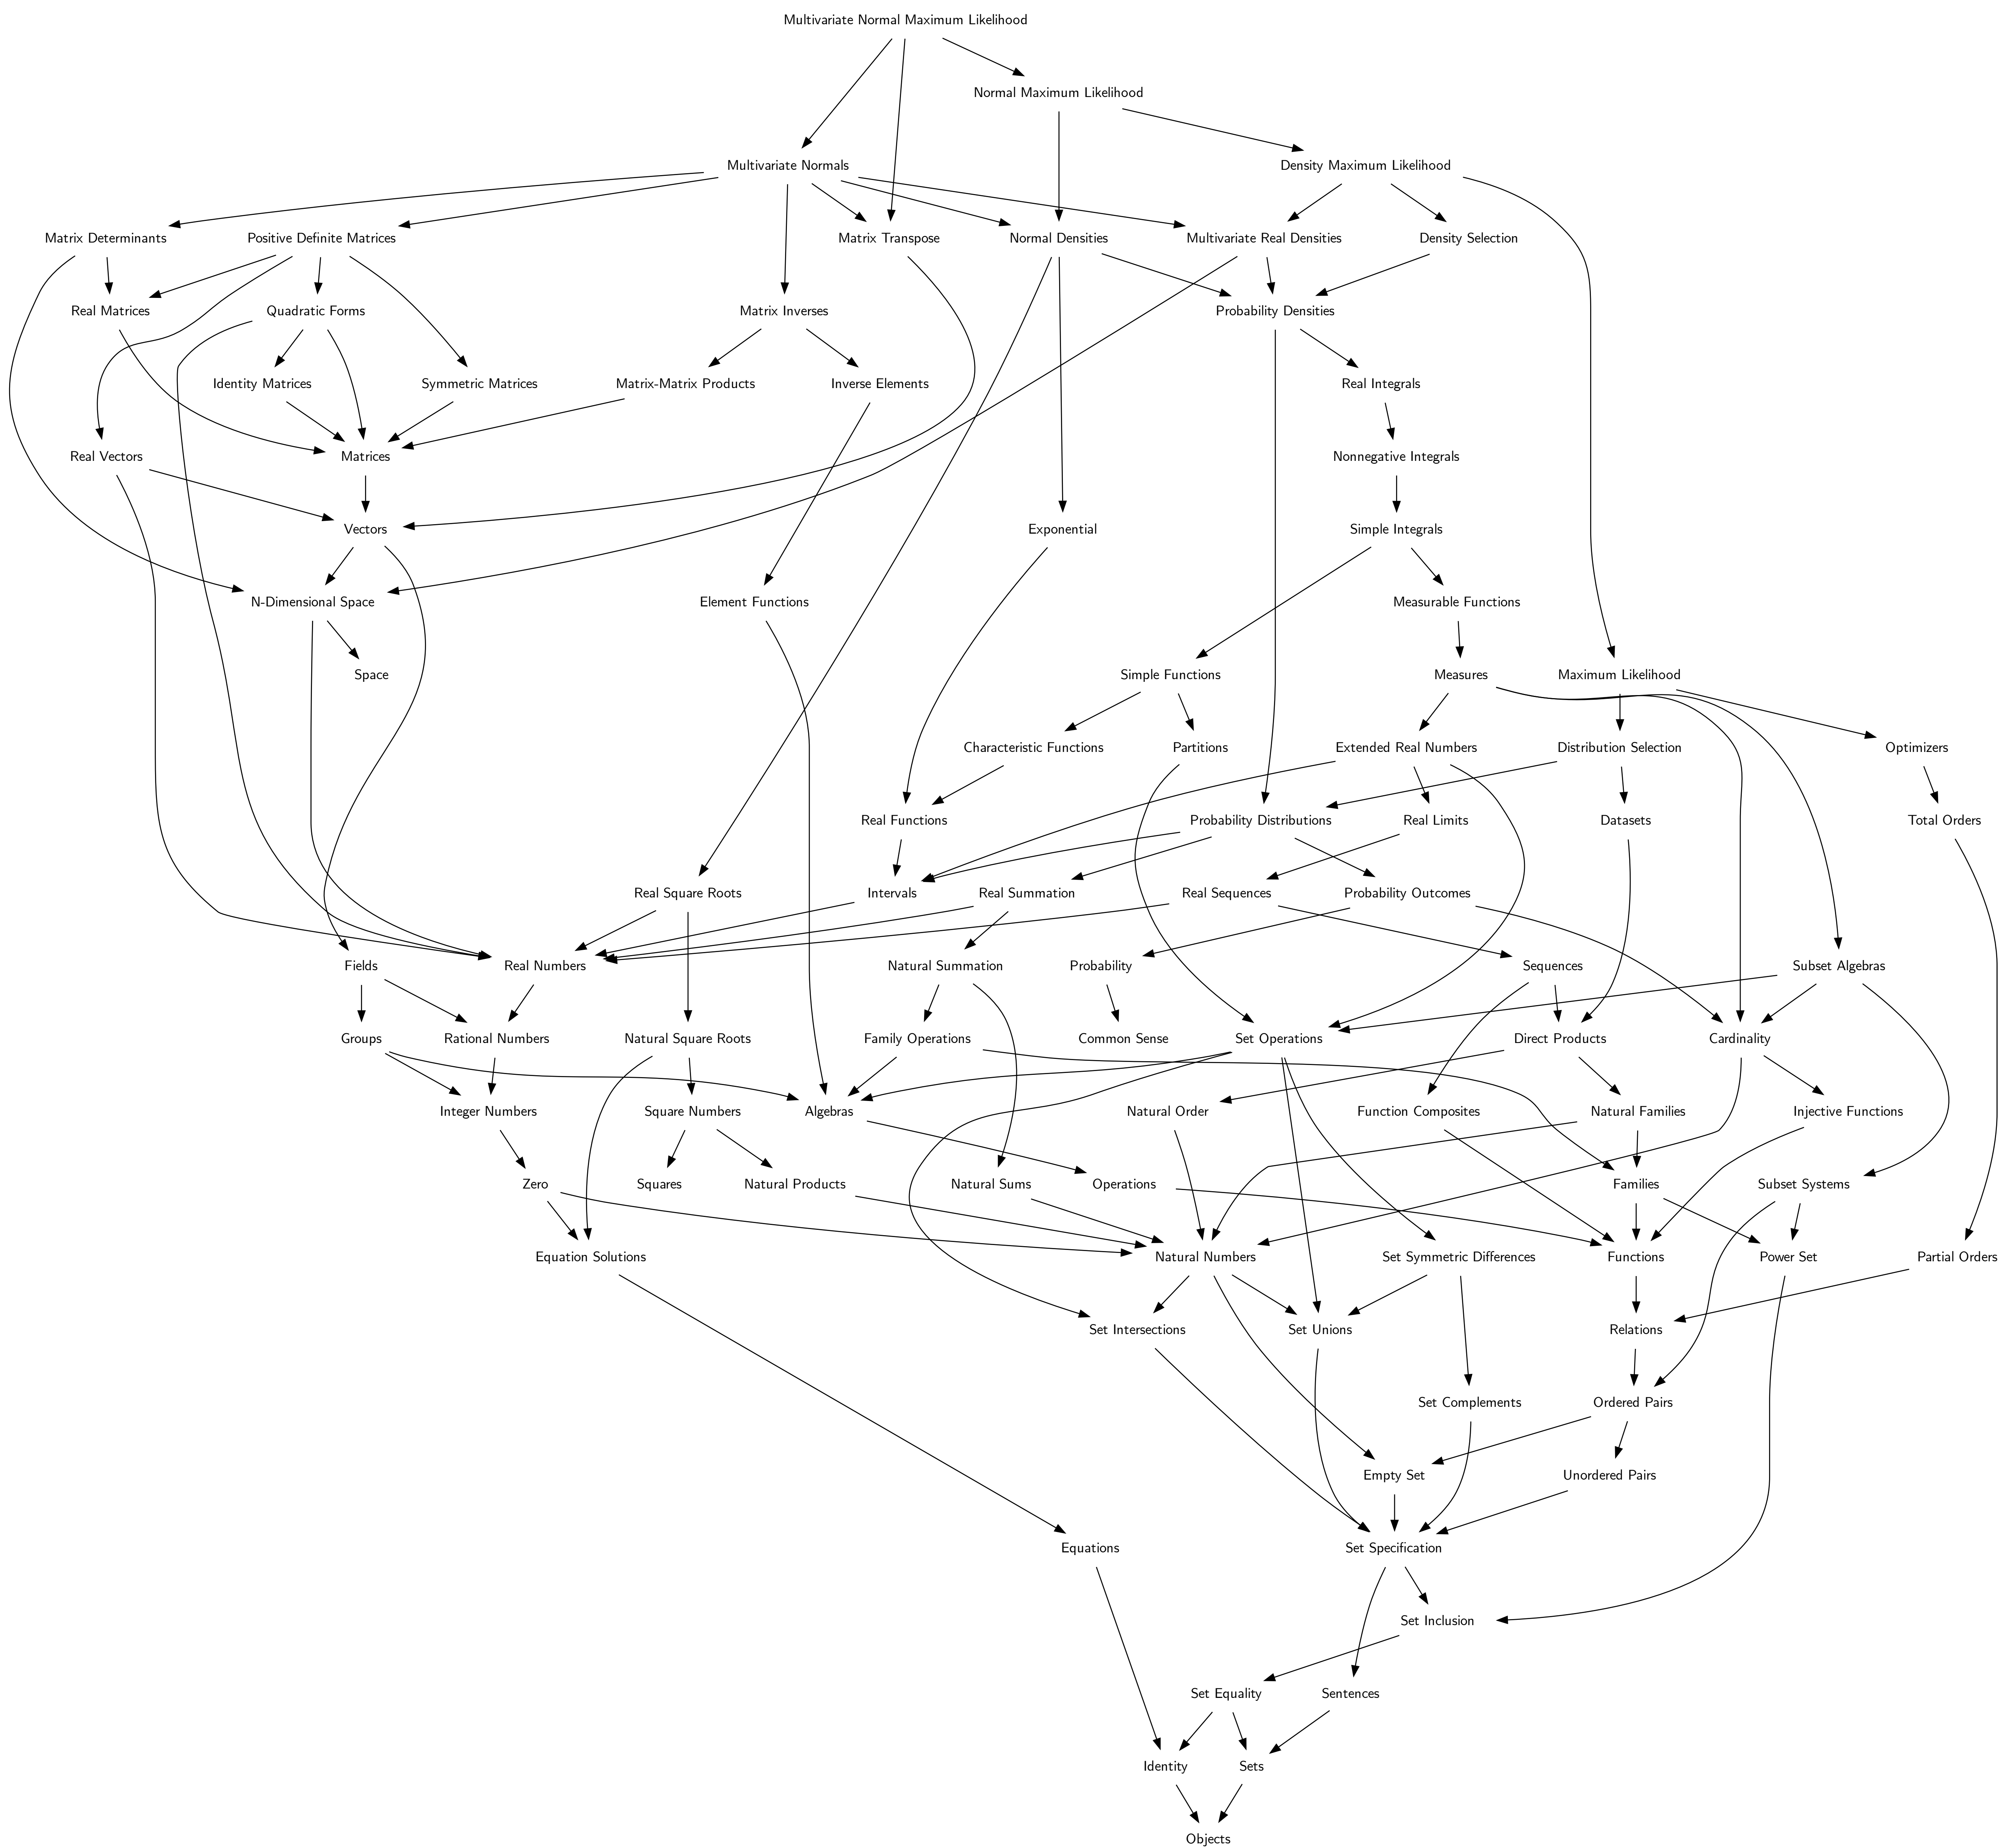 Multivariate Normal Maximum Likelihood
Normal Maximum Likelihood
Multivariate Normals
Density Maximum Likelihood
Matrix Determinants
Positive Definite Matrices
Matrix Transpose
Normal Densities
Multivariate Real Densities
Density Selection
Real Matrices
Quadratic Forms
Matrix Inverses
Probability Densities
Identity Matrices
Symmetric Matrices
Matrix-Matrix Products
Inverse Elements
Real Integrals
Real Vectors
Matrices
Nonnegative Integrals
Vectors
Exponential
Simple Integrals
N-Dimensional Space
Element Functions
Measurable Functions
Space
Simple Functions
Measures
Maximum Likelihood
Characteristic Functions
Partitions
Extended Real Numbers
Distribution Selection
Optimizers
Real Functions
Probability Distributions
Real Limits
Datasets
Total Orders
Real Square Roots
Intervals
Real Summation
Real Sequences
Probability Outcomes
Fields
Real Numbers
Natural Summation
Probability
Sequences
Subset Algebras
Groups
Rational Numbers
Natural Square Roots
Family Operations
Common Sense
Set Operations
Direct Products
Cardinality
Integer Numbers
Square Numbers
Algebras
Natural Order
Function Composites
Natural Families
Injective Functions
Zero
Squares
Natural Products
Natural Sums
Operations
Families
Subset Systems
Equation Solutions
Natural Numbers
Set Symmetric Differences
Functions
Power Set
Partial Orders
Set Intersections
Set Unions
Relations
Set Complements
Ordered Pairs
Empty Set
Unordered Pairs
Equations
Set Specification
Set Inclusion
Set Equality
Sentences
Identity
Sets
Objects